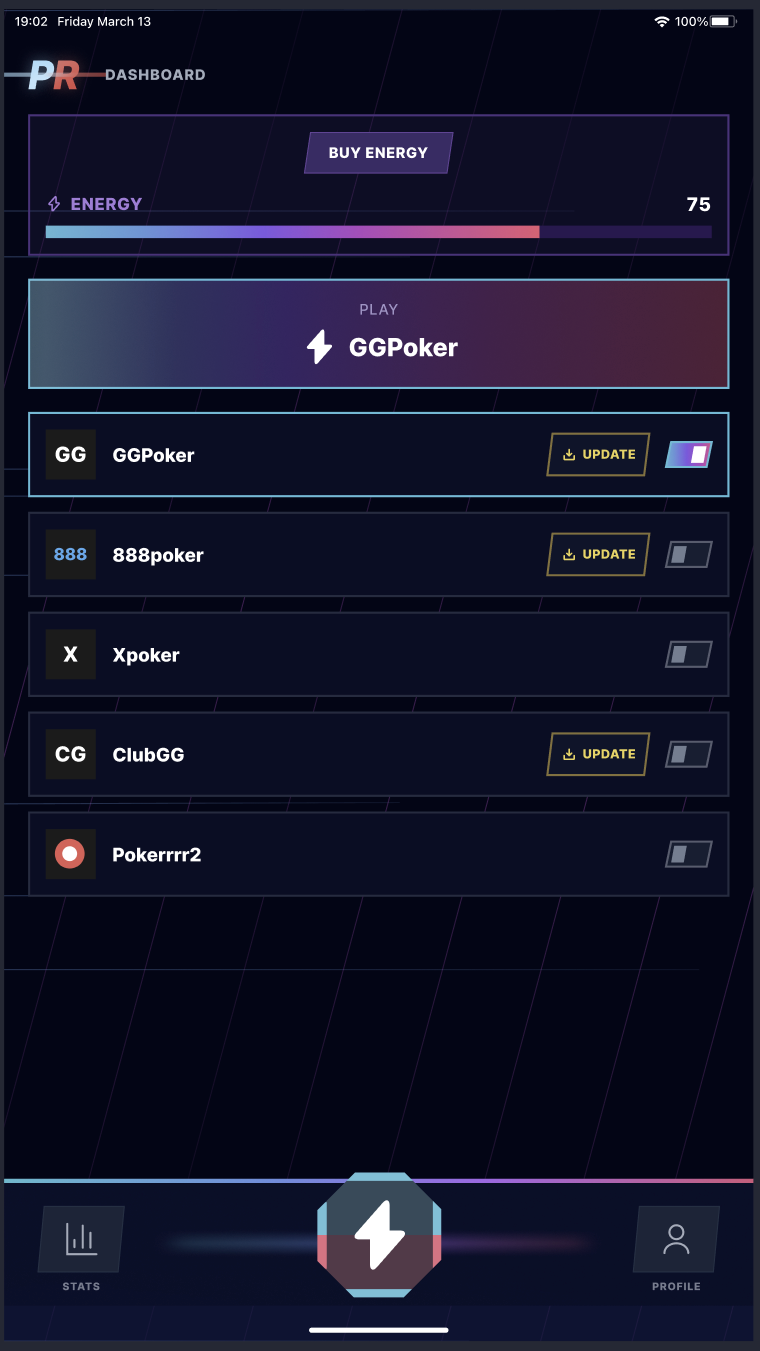 19:02 Friday March 13
100%
PR DASHBOARD
BUY ENERGY
ENERGY 75
PLAY
GGPoker
GG GGPoker UPDATE
888 888poker UPDATE
X Xpoker
CG ClubGG UPDATE
Pokerrrr2
STATS
PROFILE